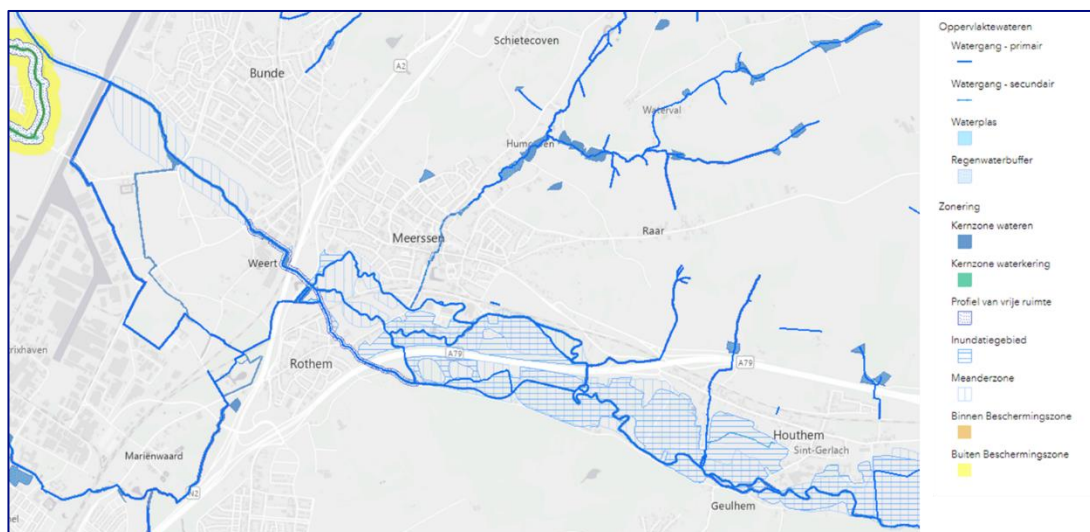 Schietecoven
Bunde
A2
Waterval
Humcoven
Meerssen
Raar
Weert
A79
Rothem
A79
Houthem
Sint-Gerlach
Mariënwaard
Geulhem
Oppervlaktewateren
Watergang - primair
Watergang - secundair
Waterplas
Regenwaterbuffer
Zonering
Kernzone wateren
Kernzone waterkering
Profiel van vrije ruimte
Inundatiegebied
Meanderzone
Binnen Beschermingszone
Buiten Beschermingszone